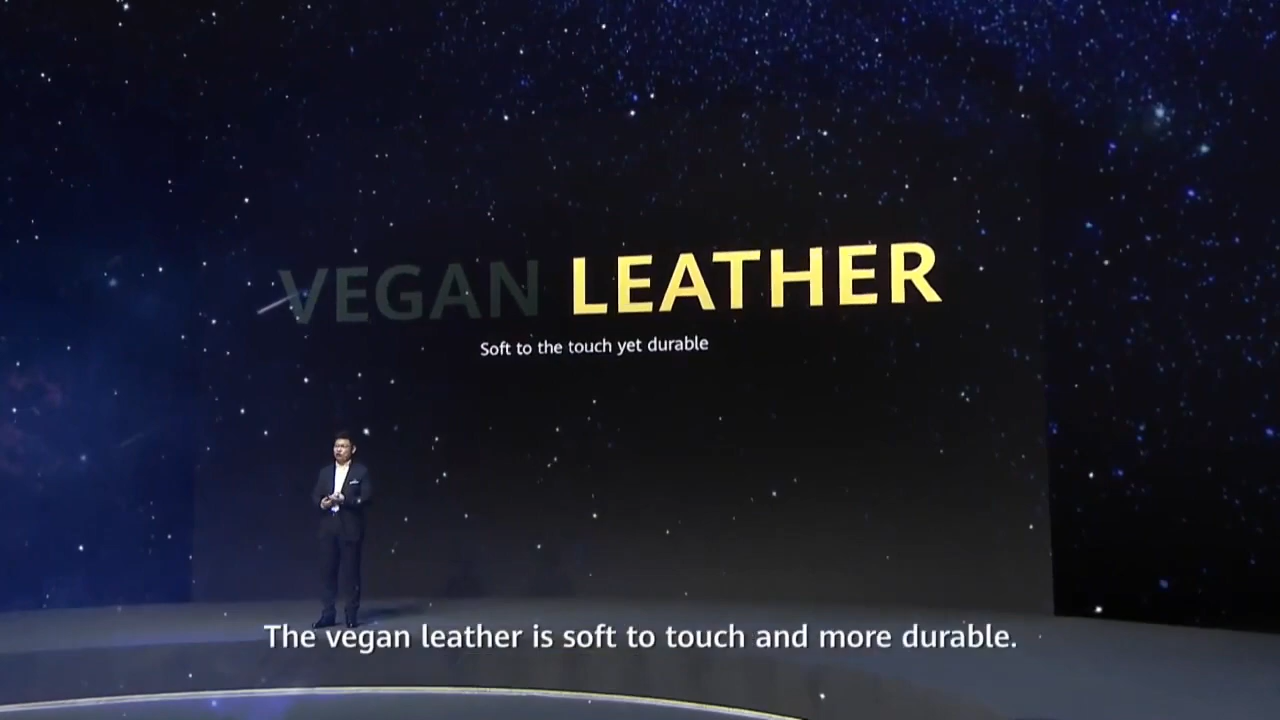 VEGAN LEATHER
Soft to the touch yet durable
The vegan leather is soft to touch and more durable.